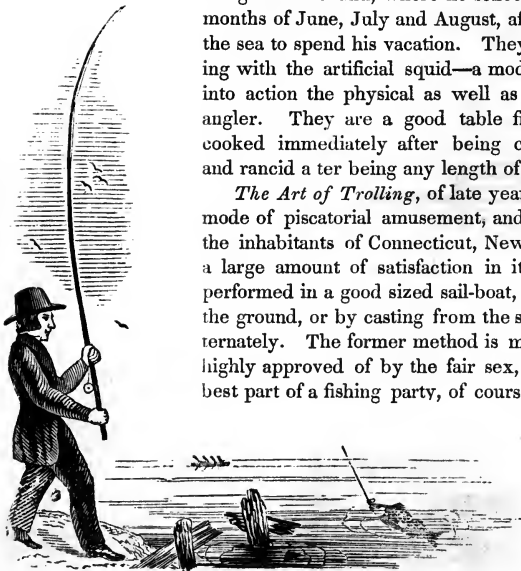 months of June, July and August, af
the sea to spend his vacation. They
ing with the artificial squid—a mod
into action the physical as well as
angler. They are a good table fi
cooked immediately after being c
and rancid a ter being any length of
The Art of Trolling, of late year
mode of piscatorial amusement, and
the inhabitants of Connecticut, New
a large amount of satisfaction in it
performed in a good sized sail-boat,
the ground, or by casting from the s
ternately. The former method is m
highly approved of by the fair sex,
best part of a fishing party, of cours